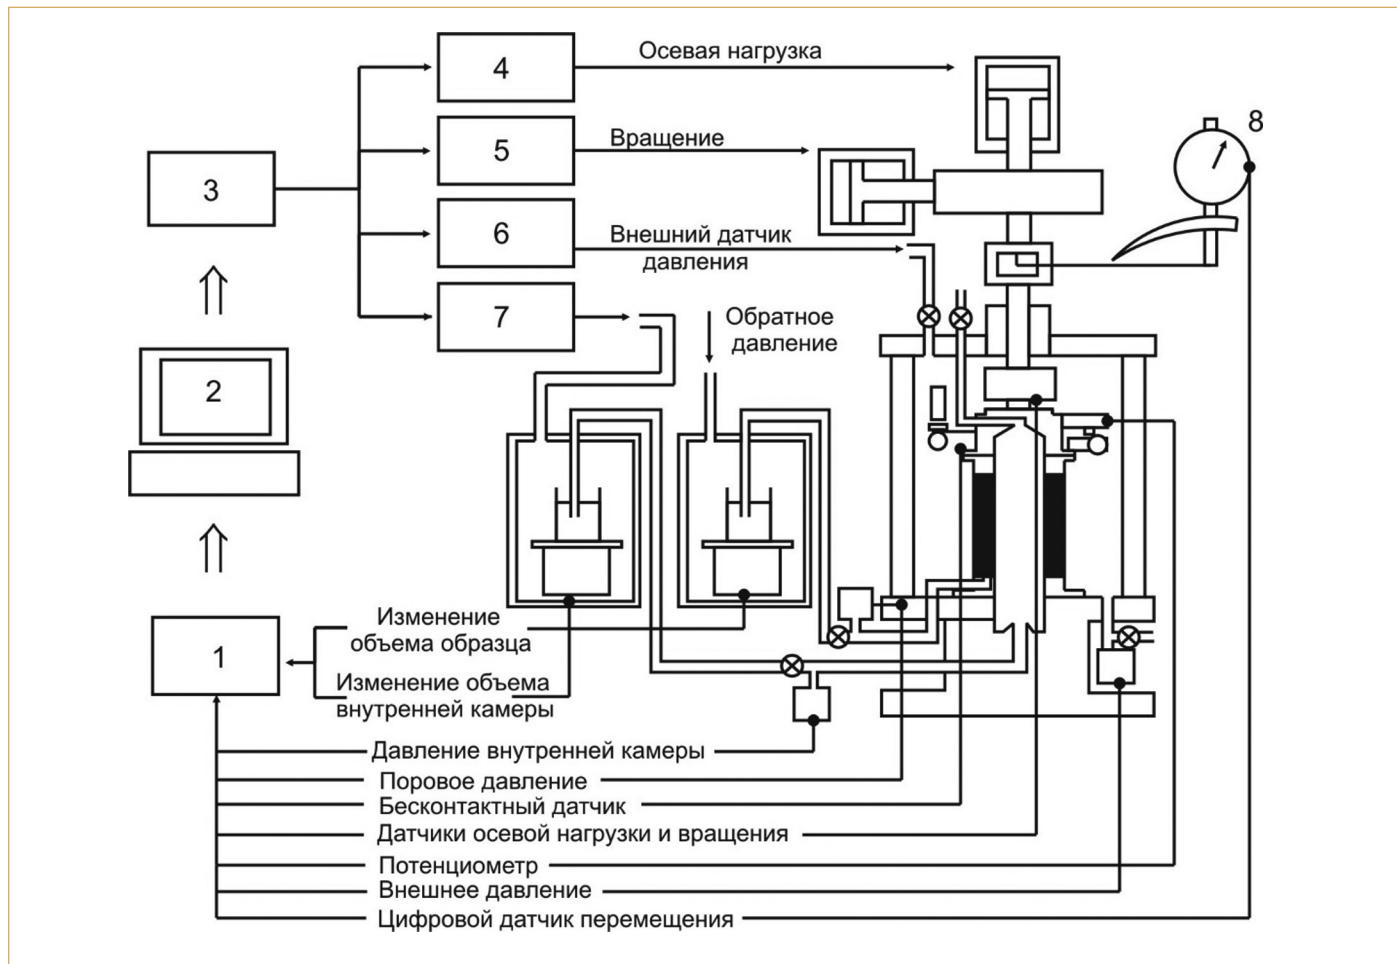 4
Осевая нагрузка
8
5
Вращение
3
6
Внешний датчик
давления
7
Обратное
давление
2
Изменение
объема образца
1
Изменение объема
внутренней камеры
Давление внутренней камеры
Поровое давление
Бесконтактный датчик
Датчики осевой нагрузки и вращения
Потенциометр
Внешнее давление
Цифровой датчик перемещения